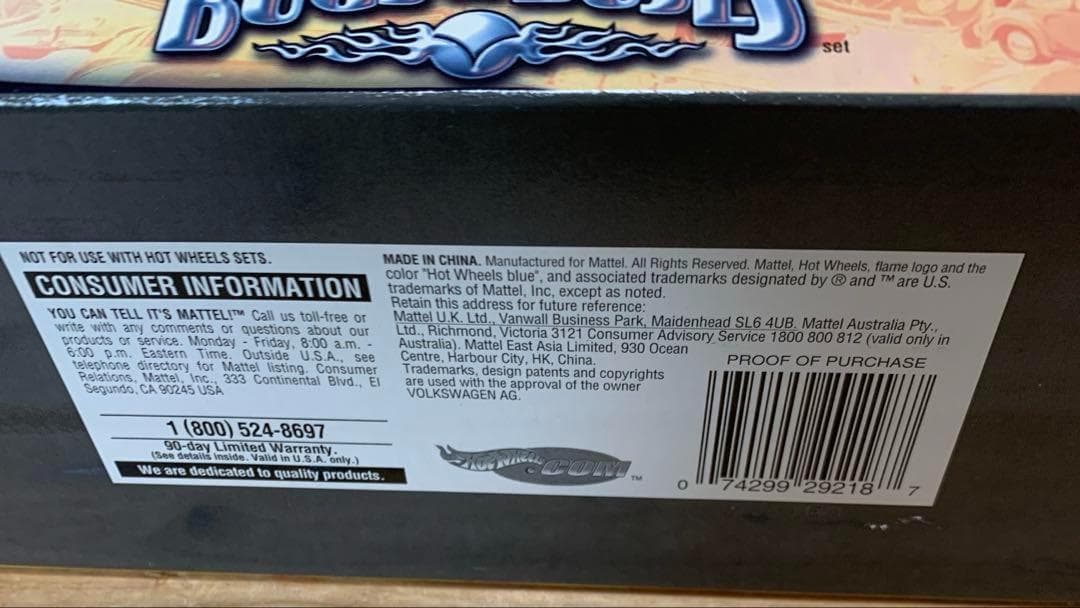 set
NOT FOR USE WITH HOT WHEELS SETS.
CONSUMER INFORMATION
YOU CAN TELL IT'S MATTEL!™ Call us toll-free or
write with any comments or questions about our
products or service. Monday - Friday, 8:00 a.m. -
6:00 p.m. Eastern Time. Outside U.S.A., see
telephone directory for Mattel listing. Consumer
Relations, Mattel, Inc., 333 Continental Blvd., El
Segundo, CA 90245 USA
1 (800) 524-8697
90-day Limited Warranty.
(See details inside. Valid in U.S.A. only.)
We are dedicated to quality products.
MADE IN CHINA. Manufactured for Mattel. All Rights Reserved. Mattel, Hot Wheels, flame logo and the
color "Hot Wheels blue", and associated trademarks designated by ® and ™ are U.S.
trademarks of Mattel, Inc, except as noted.
Retain this address for future reference:
Mattel U.K. Ltd., Vanwall Business Park, Maidenhead SL6 4UB. Mattel Australia Pty.,
Ltd., Richmond, Victoria 3121 Consumer Advisory Service 1800 800 812 (valid only in
Australia). Mattel East Asia Limited, 930 Ocean
Centre, Harbour City, HK, China.
Trademarks, design patents and copyrights
are used with the approval of the owner
VOLKSWAGEN AG.
HotWheels.COM ™
PROOF OF PURCHASE
0 74299 29218 7